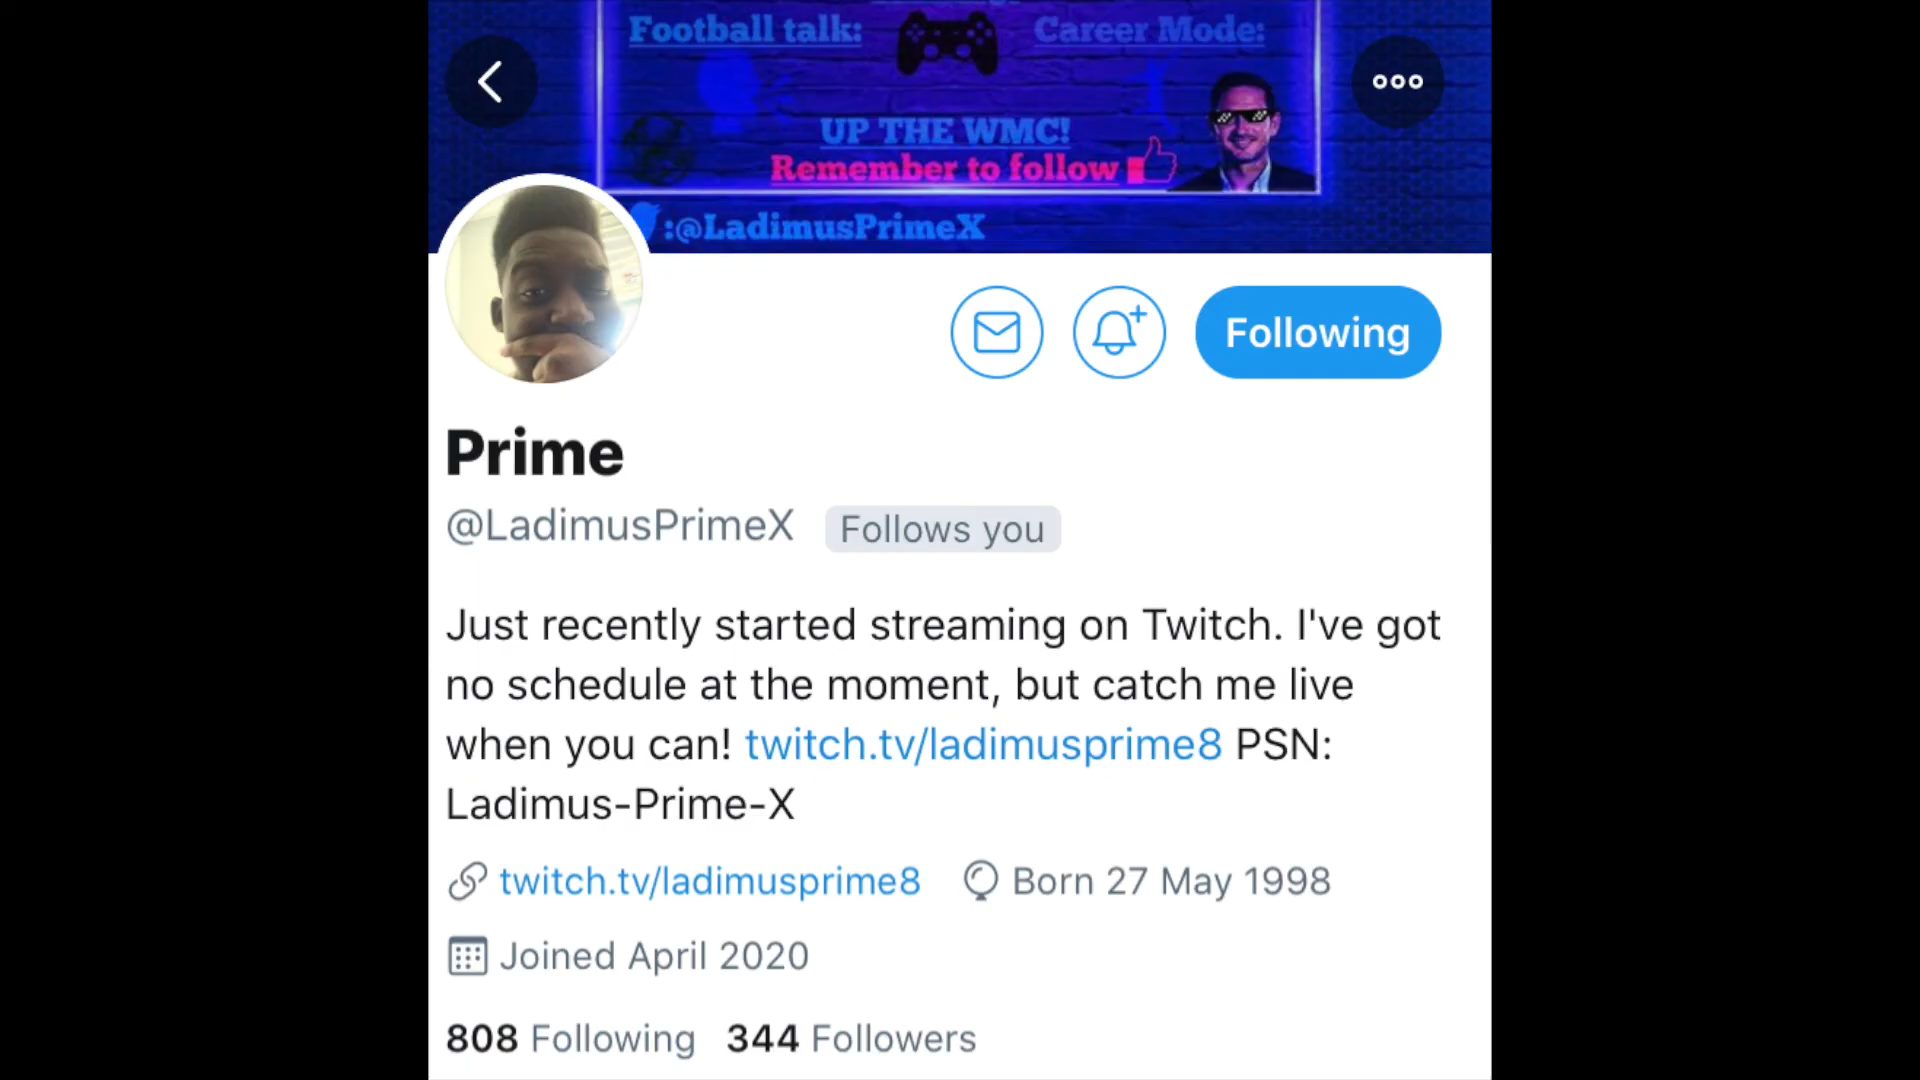 Football talk:
Career Mode:
UP THE WMC!
Remember to follow
:@LadimusPrimeX
Following
Prime
@LadimusPrimeX
Follows you
Just recently started streaming on Twitch. I've got
no schedule at the moment, but catch me live
when you can! twitch.tv/ladimusprime8 PSN:
Ladimus-Prime-X
twitch.tv/ladimusprime8
Born 27 May 1998
Joined April 2020
808 Following 344 Followers